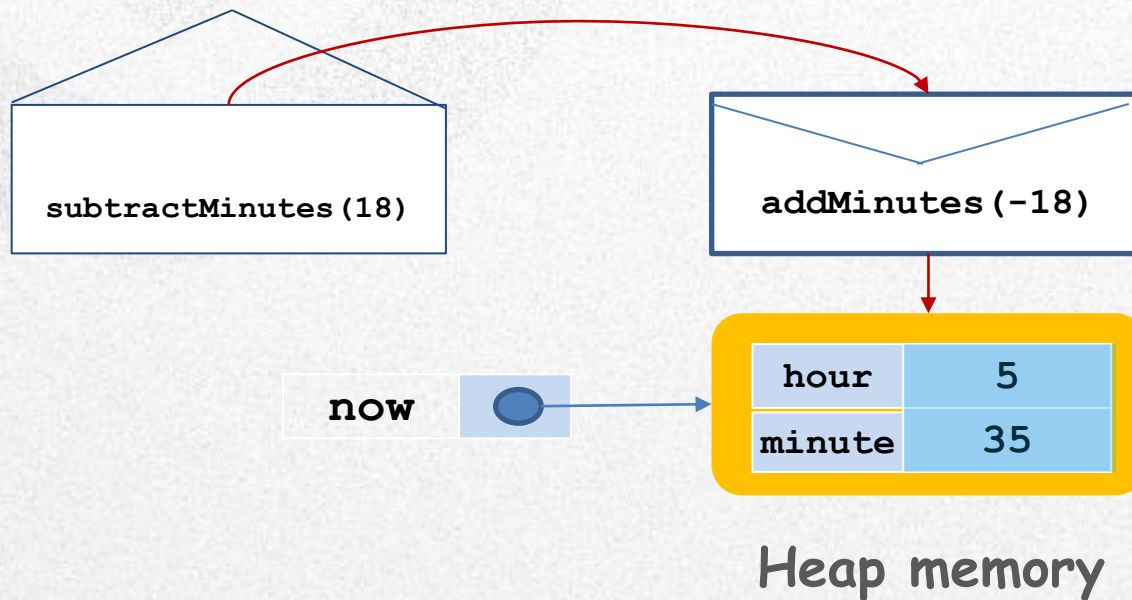 subtractMinutes(18)
addMinutes(-18)
now
hour 5
minute 35
Heap memory